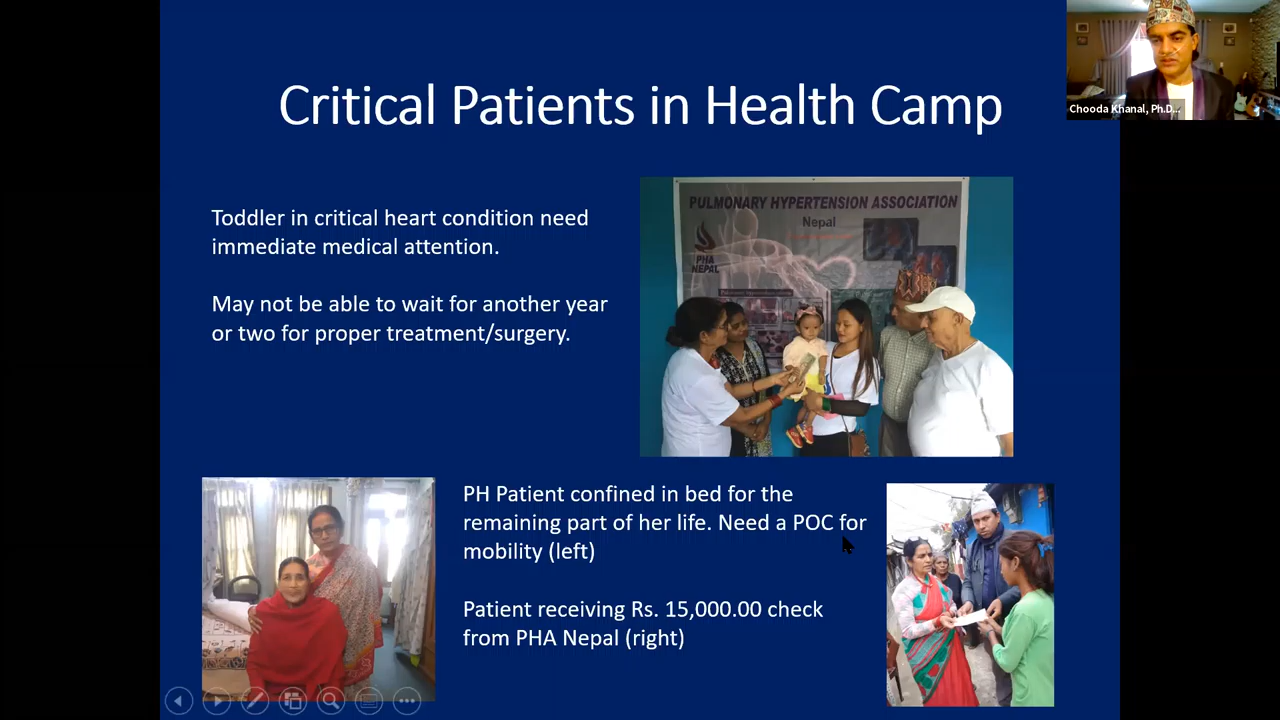 Critical Patients in Health Camp
Chooda Khanal, Ph.D...
Toddler in critical heart condition need
immediate medical attention.
May not be able to wait for another year
or two for proper treatment/surgery.
PULMONARY HYPERTENSION ASSOCIATION
Nepal
PHA
NEPAL
PH Patient confined in bed for the
remaining part of her life. Need a POC for
mobility (left)
Patient receiving Rs. 15,000.00 check
from PHA Nepal (right)